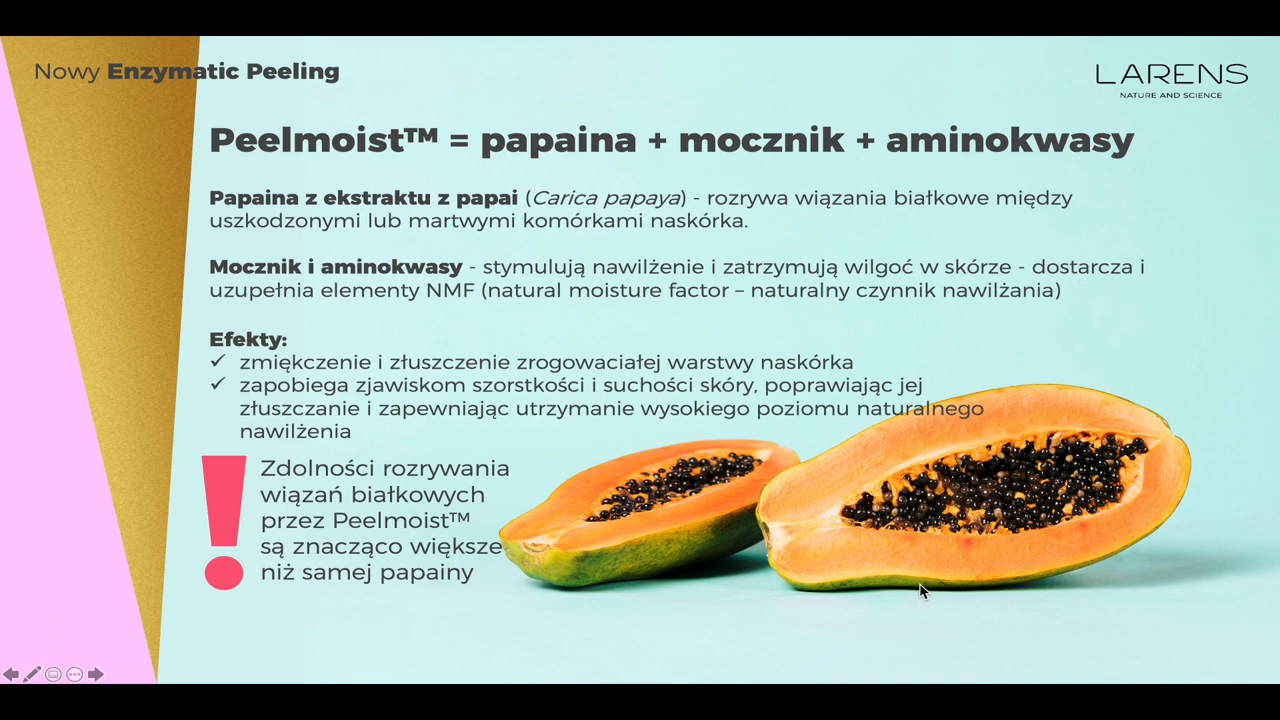 Nowy Enzymatic Peeling
LARENS
NATURE AND SCIENCE
Peelmoist™ = papaina + mocznik + aminokwasy
Papaina z ekstraktu z papai (Carica papaya) - rozrywa wiązania białkowe między
uszkodzonymi lub martwymi komórkami naskórka.
Mocznik i aminokwasy - stymulują nawilżenie i zatrzymują wilgoć w skórze - dostarcza i
uzupełnia elementy NMF (natural moisture factor – naturalny czynnik nawilżania)
Efekty:
✓ zmiękczenie i złuszczenie zrogowaciałej warstwy naskórka
✓ zapobiega zjawiskom szorstkości i suchości skóry, poprawiając jej
złuszczanie i zapewniając utrzymanie wysokiego poziomu naturalnego
nawilżenia
Zdolności rozrywania
wiązań białkowych
przez Peelmoist™
są znacząco większe
niż samej papainy